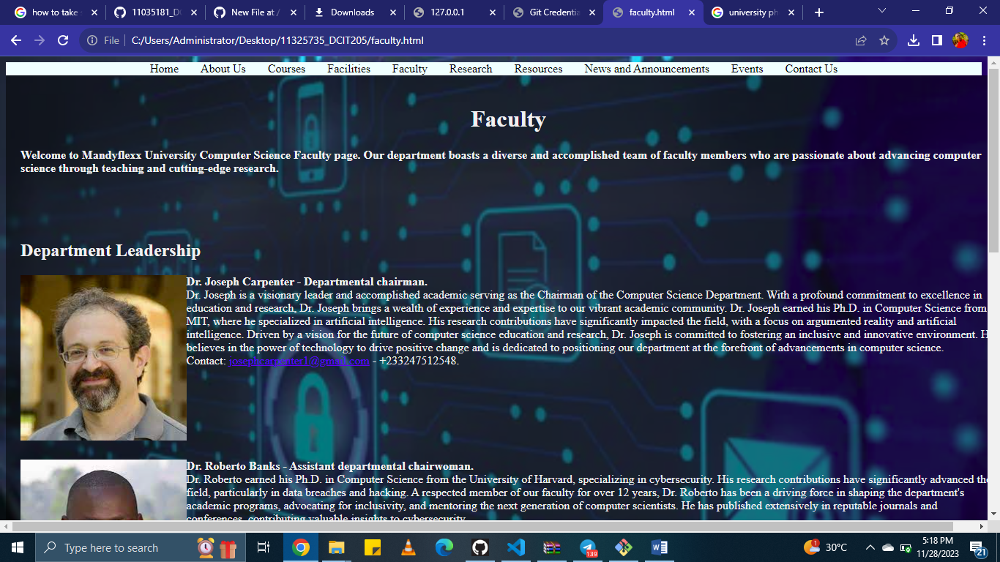 how to take
11035181_D
New File at /
Downloads
127.0.0.1
Git Credentia
faculty.html
university ph
File
C:/Users/Administrator/Desktop/11325735_DCIT205/faculty.html
Home About Us Courses Facilities Faculty Research Resources News and Announcements Events Contact Us
Faculty
Welcome to Mandyflexx University Computer Science Faculty page. Our department boasts a diverse and accomplished team of faculty members who are passionate about advancing computer
science through teaching and cutting-edge research.
Department Leadership
Dr. Joseph Carpenter - Departmental chairman.
Dr. Joseph is a visionary leader and accomplished academic serving as the Chairman of the Computer Science Department. With a profound commitment to excellence in
education and research, Dr. Joseph brings a wealth of experience and expertise to our vibrant academic community. Dr. Joseph earned his Ph.D. in Computer Science from
MIT, where he specialized in artificial intelligence. His research contributions have significantly impacted the field, with a focus on argumented reality and artificial
intelligence. Driven by a vision for the future of computer science education and research, Dr. Joseph is committed to fostering an inclusive and innovative environment. H
believes in the power of technology to drive positive change and is dedicated to positioning our department at the forefront of advancements in computer science.
Contact: josephcarpenter1@gmail.com - +233247512548.
Dr. Roberto Banks - Assistant departmental chairwoman.
Dr. Roberto earned his Ph.D. in Computer Science from the University of Harvard, specializing in cybersecurity. His research contributions have significantly advanced the
field, particularly in data breaches and hacking. A respected member of our faculty for over 12 years, Dr. Roberto has been a driving force in shaping the department's
academic programs, advocating for inclusivity, and mentoring the next generation of computer scientists. He has published extensively in reputable journals and
conferences, contributing valuable insights to cybersecurity.
Type here to search
139
1
30°C
5:18 PM
11/28/2023
21